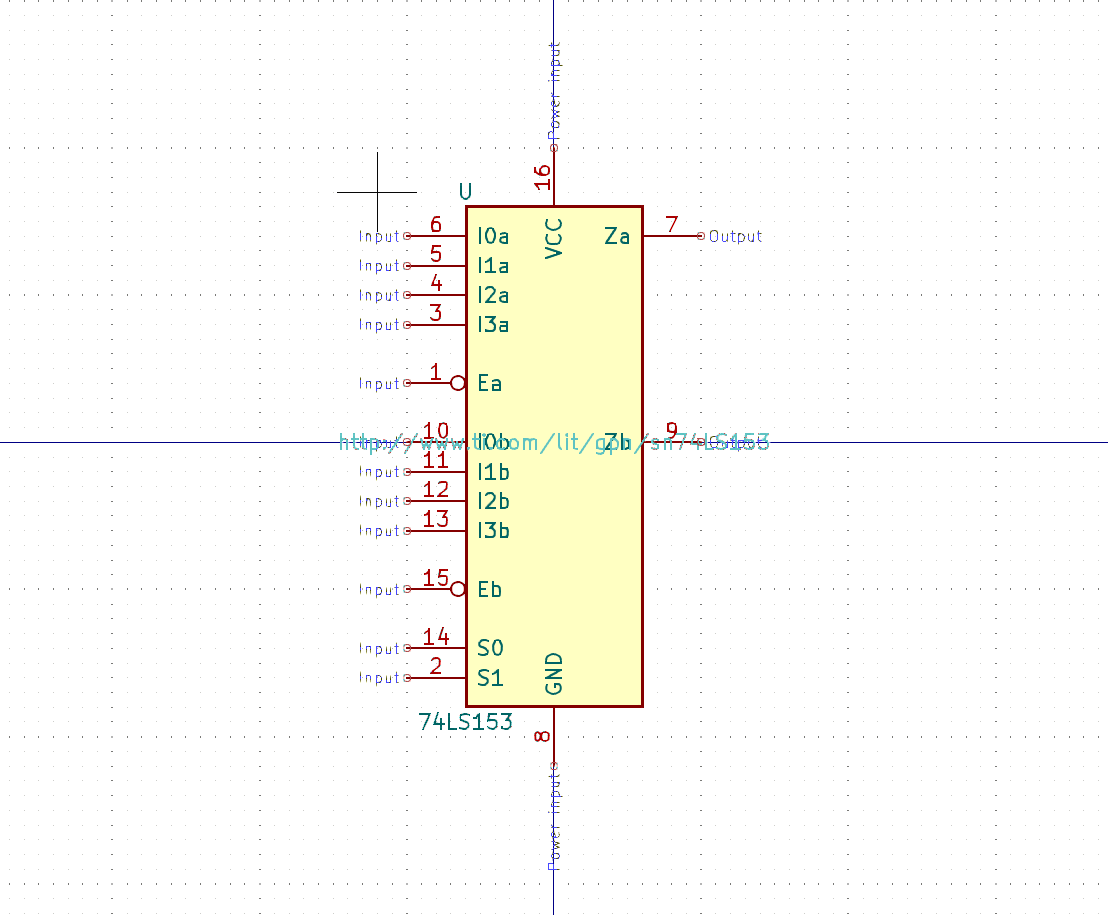 Power input
16
U
Input 6 I0a VCC Za 7 Output
Input 5 I1a
Input 4 I2a
Input 3 I3a
Input 1 Ea
Input 10 I0b Zb 9 Output
http://www.ti.com/lit/gpn/sn74LS153
Input 11 I1b
Input 12 I2b
Input 13 I3b
Input 15 Eb
Input 14 S0
Input 2 S1 GND
74LS153
8
Power input